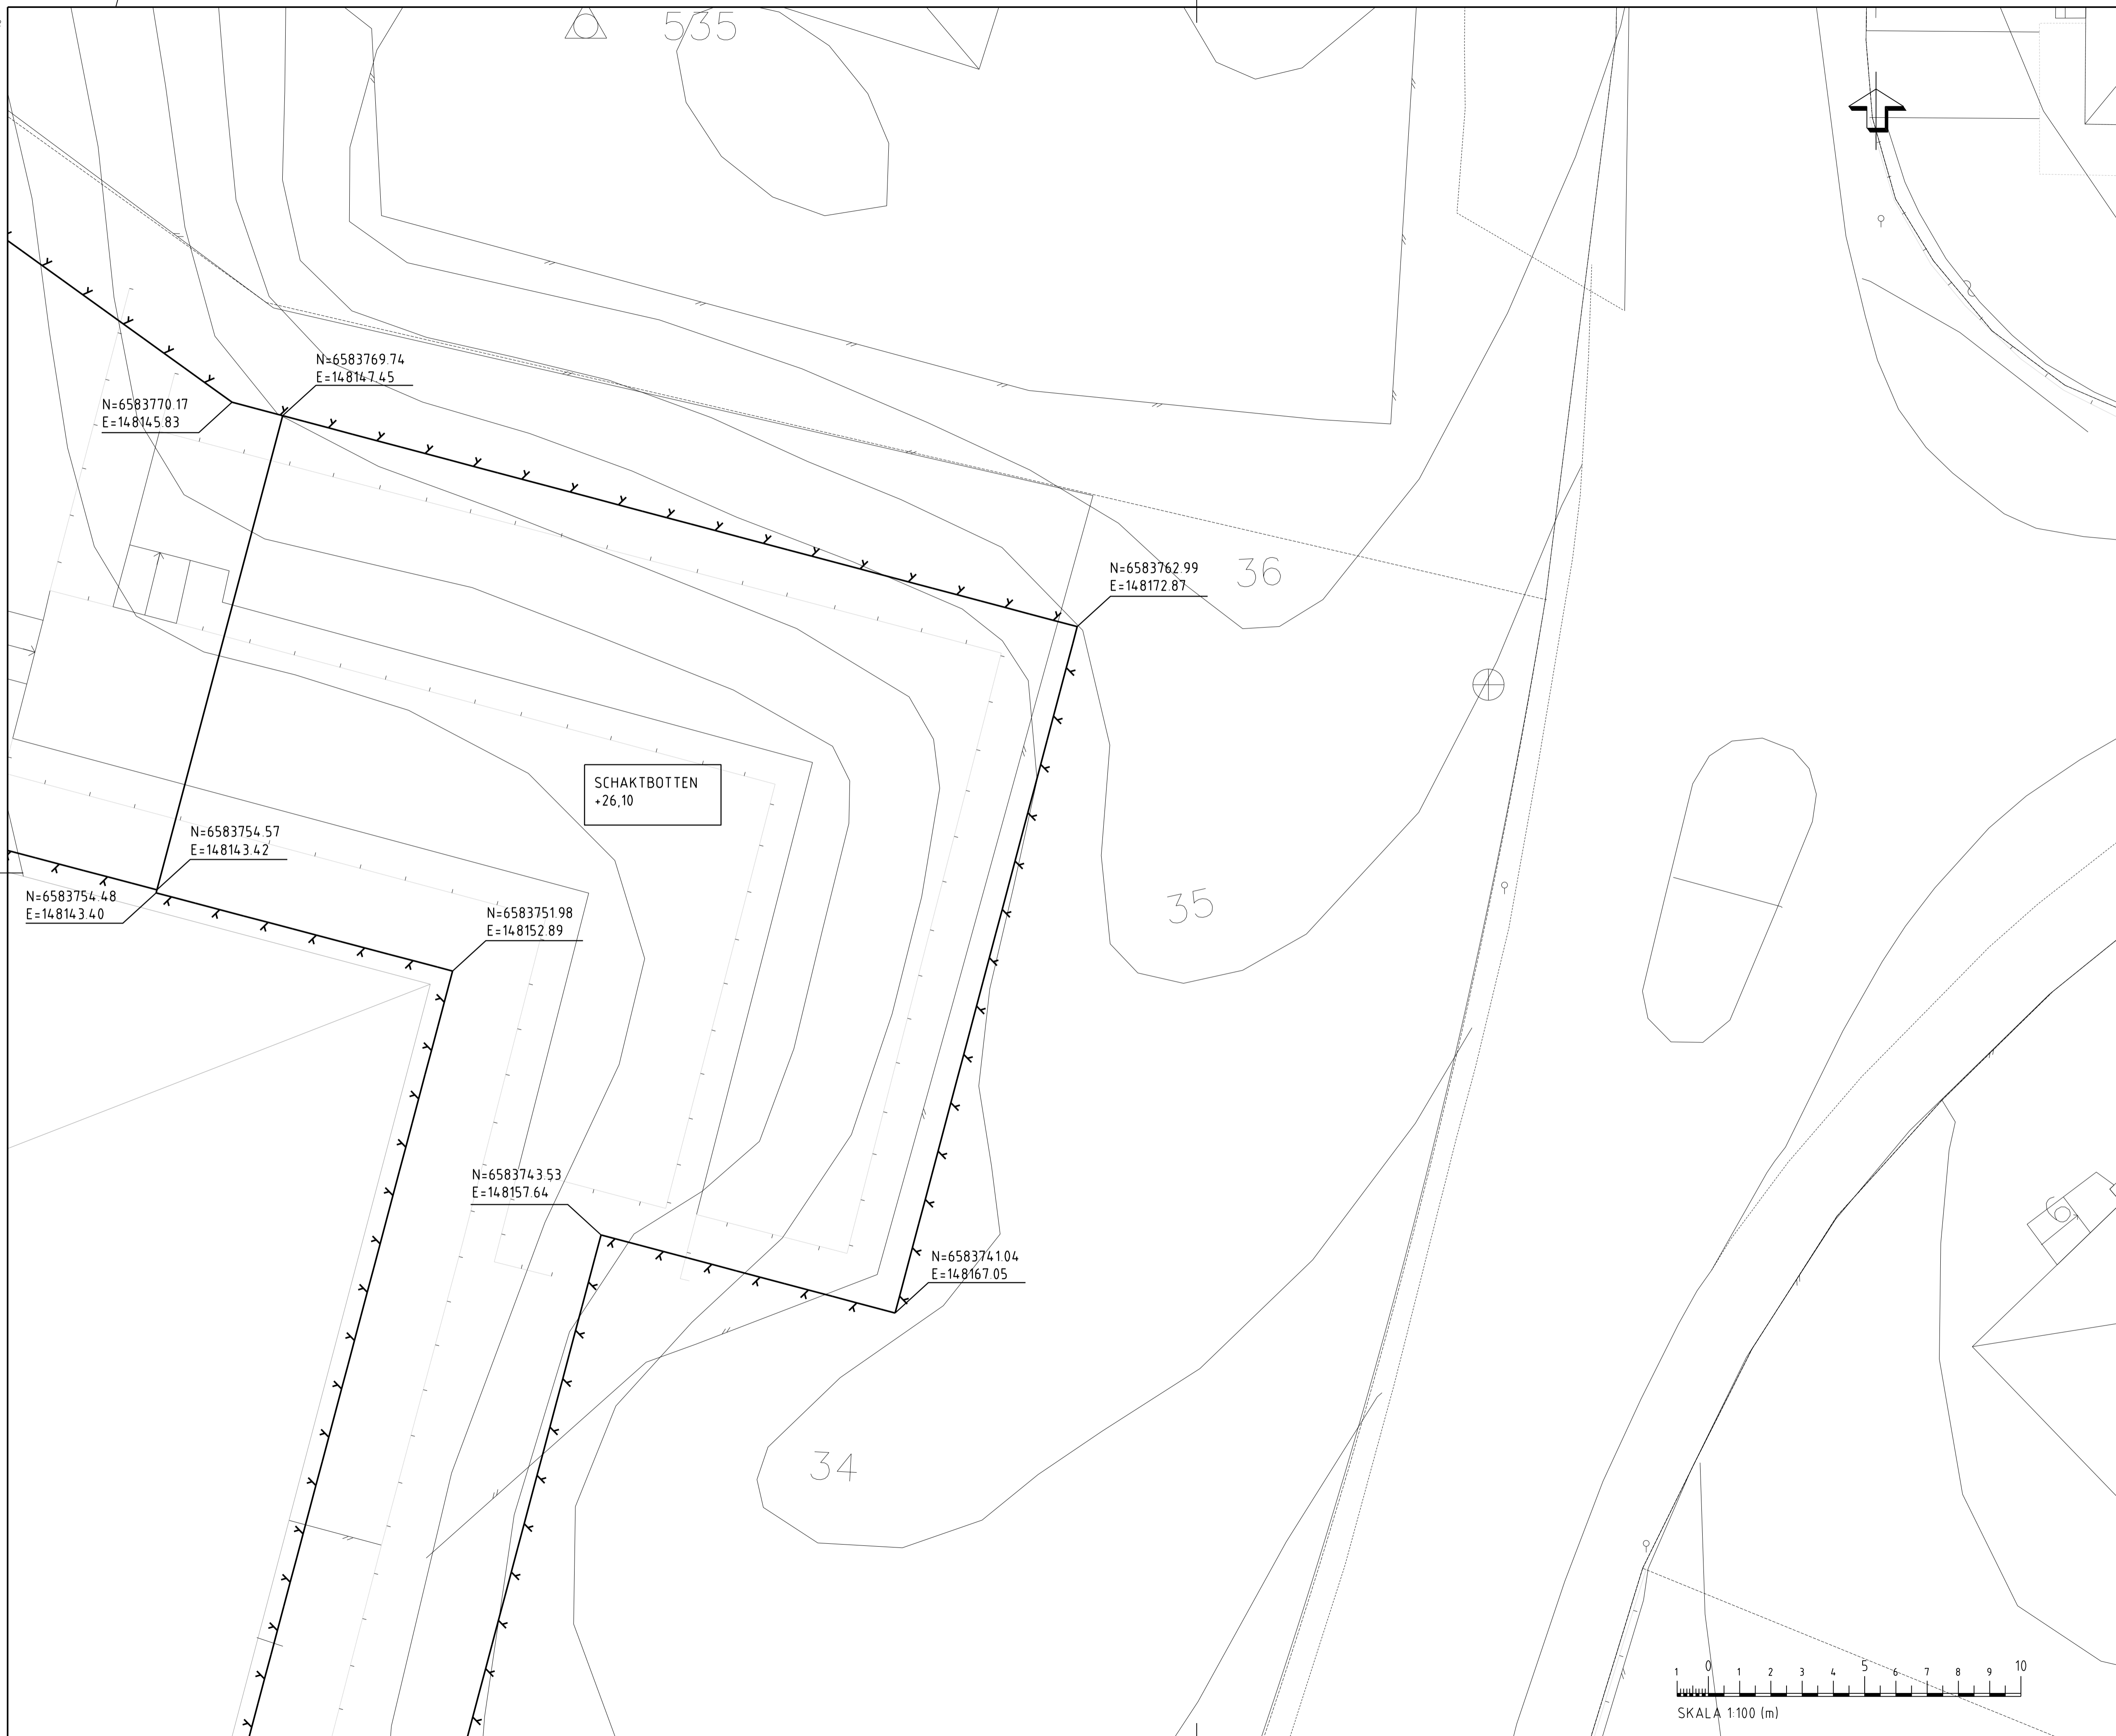 535
N=6583769.74
E=148147.45
N=6583770.17
E=148145.83
N=6583762.99
E=148172.87
36
SCHAKTBOTTEN
+26,10
N=6583754.57
E=148143.42
N=6583754.48
E=148143.40
35
N=6583751.98
E=148152.89
N=6583743.53
E=148157.64
N=6583741.04
E=148167.05
34
1 0 1 2 3 4 5 6 7 8 9 10
SKALA 1:100 (m)